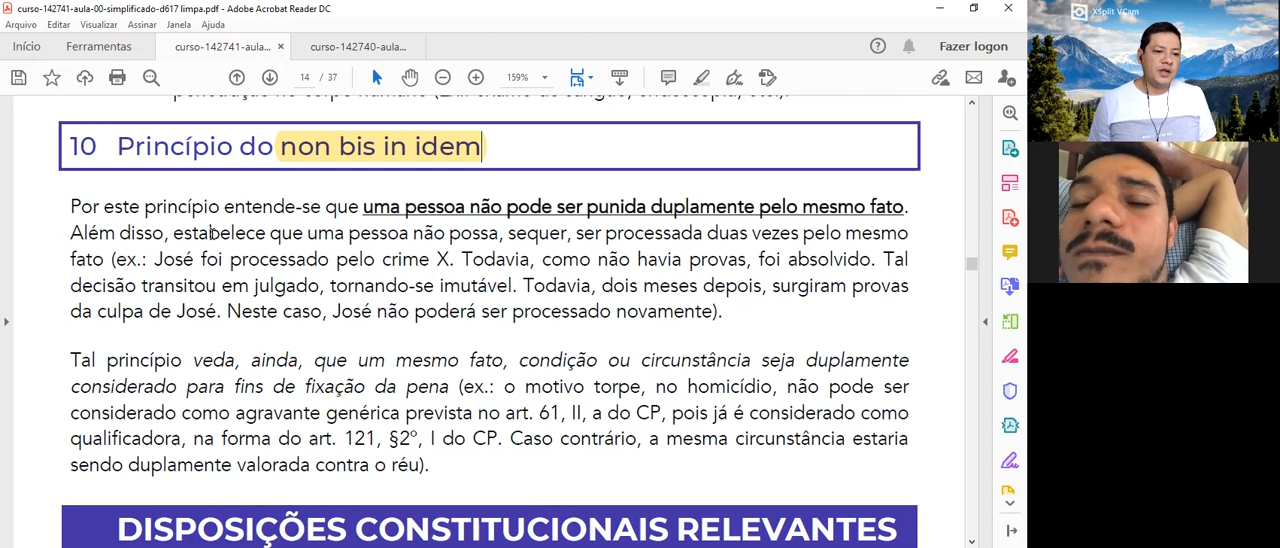 curso-142741-aula-00-simplificado-d617 limpa.pdf - Adobe Acrobat Reader DC
Arquivo Editar Visualizar Assinar Janela Ajuda
Início Ferramentas curso-142741-aula... × curso-142740-aula... Fazer logon
14 / 37 159%
10 Princípio do non bis in idem
Por este princípio entende-se que uma pessoa não pode ser punida duplamente pelo mesmo fato.
Além disso, estabelece que uma pessoa não possa, sequer, ser processada duas vezes pelo mesmo
fato (ex.: José foi processado pelo crime X. Todavia, como não havia provas, foi absolvido. Tal
decisão transitou em julgado, tornando-se imutável. Todavia, dois meses depois, surgiram provas
da culpa de José. Neste caso, José não poderá ser processado novamente).
Tal princípio veda, ainda, que um mesmo fato, condição ou circunstância seja duplamente
considerado para fins de fixação da pena (ex.: o motivo torpe, no homicídio, não pode ser
considerado como agravante genérica prevista no art. 61, II, a do CP, pois já é considerado como
qualificadora, na forma do art. 121, §2º, I do CP. Caso contrário, a mesma circunstância estaria
sendo duplamente valorada contra o réu).
DISPOSIÇÕES CONSTITUCIONAIS RELEVANTES
XSplit VCam